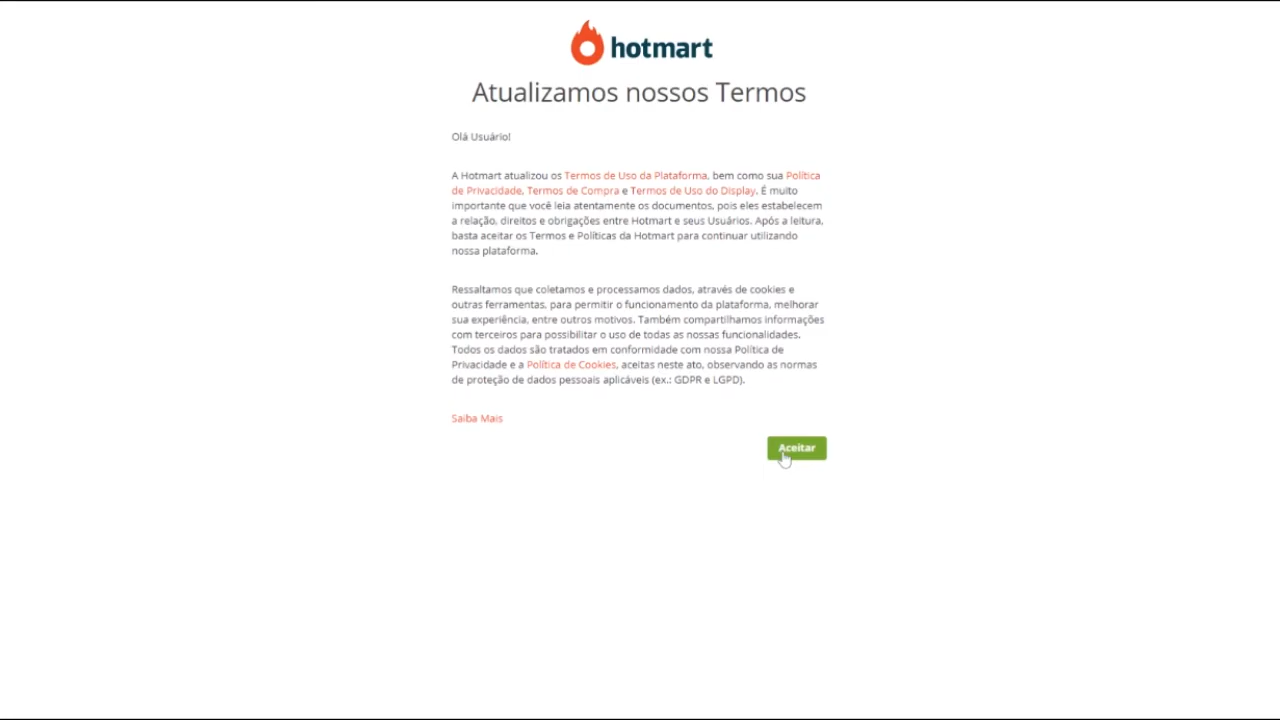 hotmart
Atualizamos nossos Termos
Olá Usuário!
A Hotmart atualizou os Termos de Uso da Plataforma, bem como sua Política
de Privacidade, Termos de Compra e Termos de Uso do Display. É muito
importante que você leia atentamente os documentos, pois eles estabelecem
a relação, direitos e obrigações entre Hotmart e seus Usuários. Após a leitura,
basta aceitar os Termos e Políticas da Hotmart para continuar utilizando
nossa plataforma.
Ressaltamos que coletamos e processamos dados, através de cookies e
outras ferramentas, para permitir o funcionamento da plataforma, melhorar
sua experiência, entre outros motivos. Também compartilhamos informações
com terceiros para possibilitar o uso de todas as nossas funcionalidades.
Todos os dados são tratados em conformidade com nossa Política de
Privacidade e a Política de Cookies, aceitas neste ato, observando as normas
de proteção de dados pessoais aplicáveis (ex.: GDPR e LGPD).
Saiba Mais
Aceitar